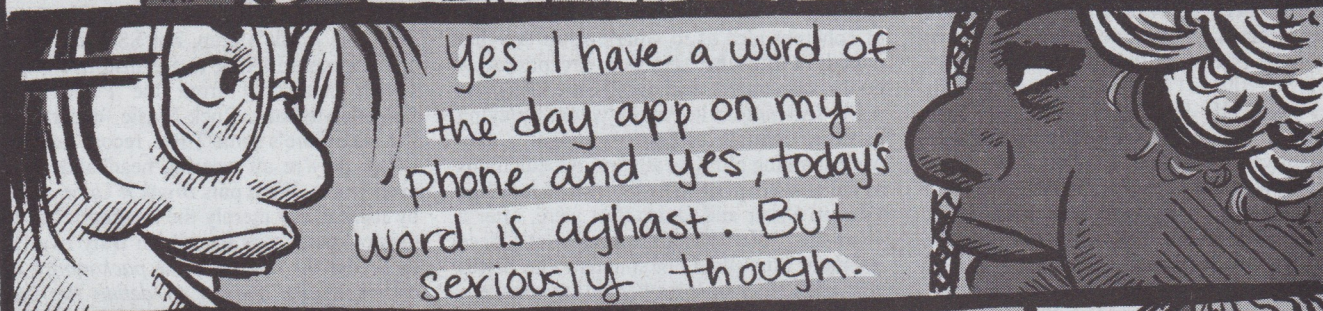 Yes, I have a word of
the day app on my
phone and yes, today's
word is aghast. But
seriously though.